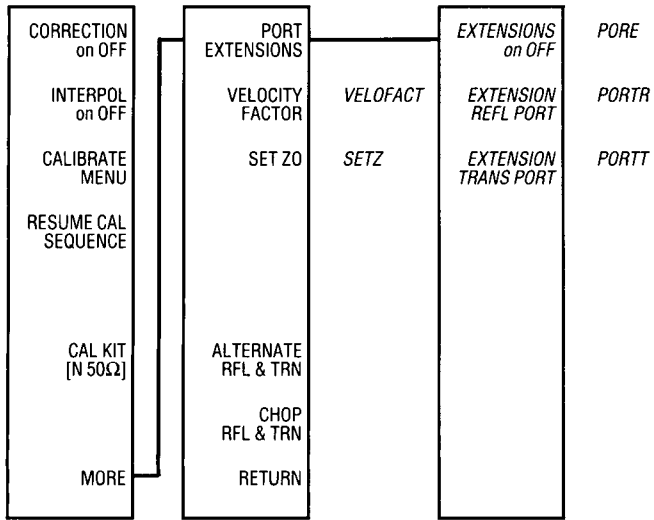 CORRECTION
on OFF
INTERPOL
on OFF
CALIBRATE
MENU
RESUME CAL
SEQUENCE
CAL KIT
[N 50Ω]
MORE
PORT
EXTENSIONS
VELOCITY
FACTOR
VELOFACT
SET ZO
SETZ
ALTERNATE
RFL & TRN
CHOP
RFL & TRN
RETURN
EXTENSIONS
on OFF
PORE
EXTENSION
REFL PORT
PORTR
EXTENSION
TRANS PORT
PORTT